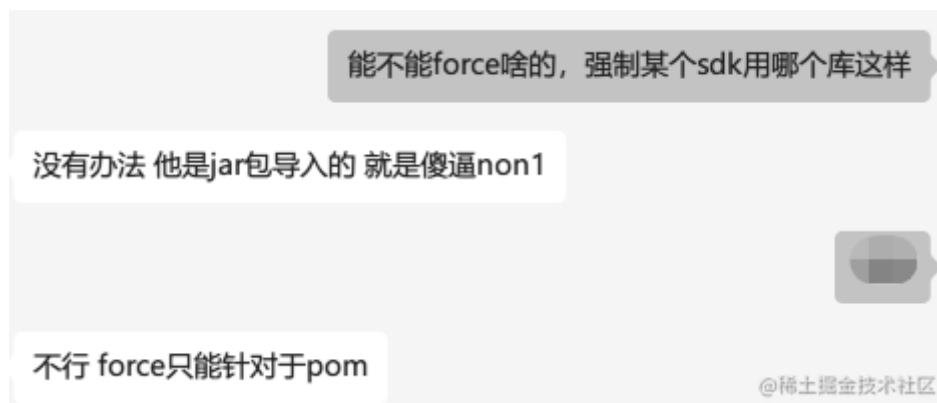 能不能force啥的，强制某个sdk用哪个库这样
没有办法 他是jar包导入的 就是傻逼non1
不行 force只能针对于pom
@稀土掘金技术社区